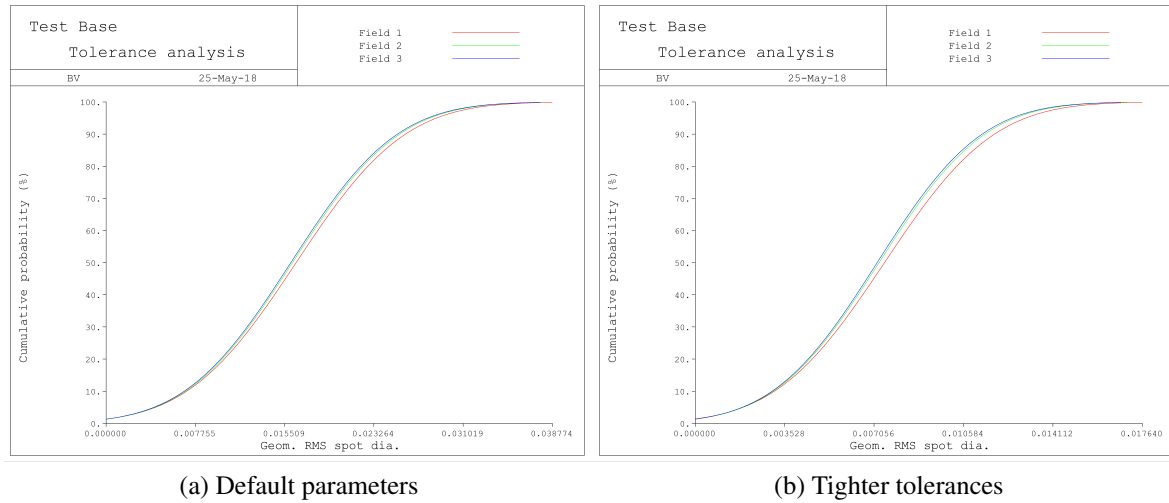 Test Base
Tolerance analysis
BV 25-May-18
Field 1
Field 2
Field 3
100.
90.
80.
70.
60.
50.
40.
30.
20.
10.
0.
Cumulative probability (%)
0.000000 0.007755 0.015509 0.023264 0.031019 0.038774
Geom. RMS spot dia.
(a) Default parameters
Test Base
Tolerance analysis
BV 25-May-18
Field 1
Field 2
Field 3
100.
90.
80.
70.
60.
50.
40.
30.
20.
10.
0.
Cumulative probability (%)
0.000000 0.003528 0.007056 0.010584 0.014112 0.017640
Geom. RMS spot dia.
(b) Tighter tolerances